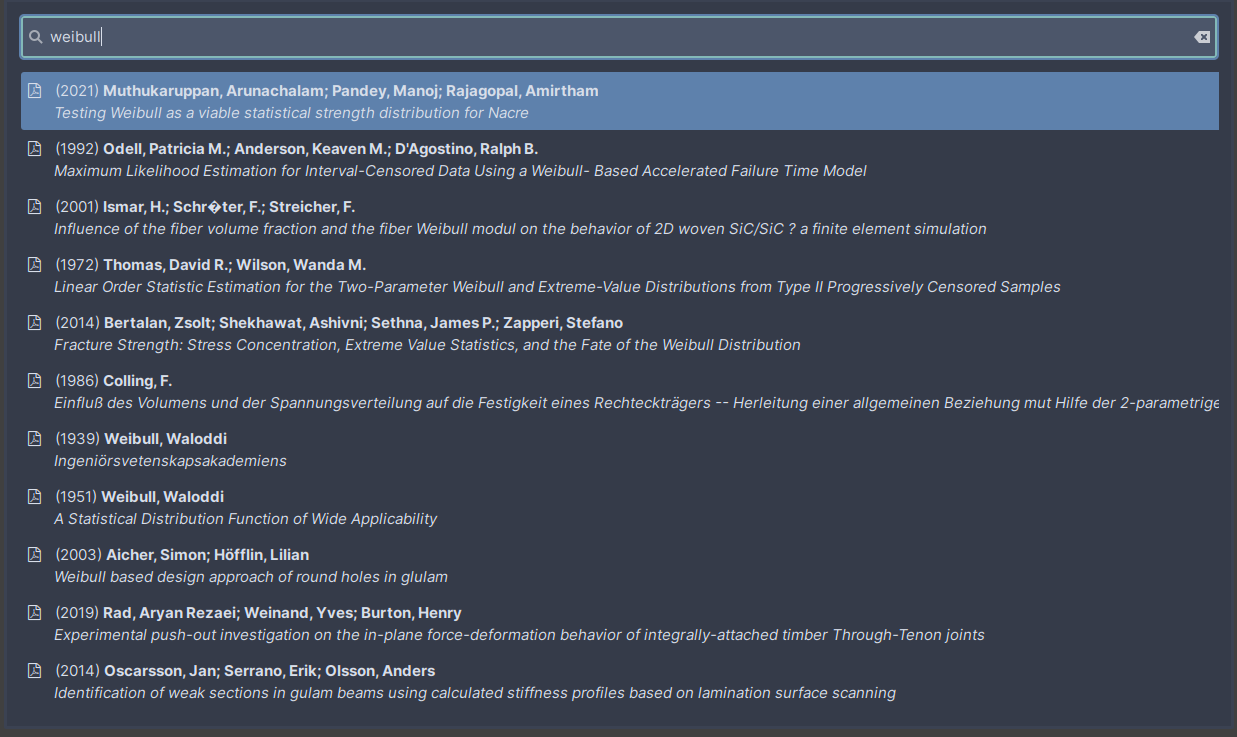 weibull
(2021) Muthukaruppan, Arunachalam; Pandey, Manoj; Rajagopal, Amirtham
Testing Weibull as a viable statistical strength distribution for Nacre
(1992) Odell, Patricia M.; Anderson, Keaven M.; D'Agostino, Ralph B.
Maximum Likelihood Estimation for Interval-Censored Data Using a Weibull- Based Accelerated Failure Time Model
(2001) Ismar, H.; Schr�ter, F.; Streicher, F.
Influence of the fiber volume fraction and the fiber Weibull modul on the behavior of 2D woven SiC/SiC ? a finite element simulation
(1972) Thomas, David R.; Wilson, Wanda M.
Linear Order Statistic Estimation for the Two-Parameter Weibull and Extreme-Value Distributions from Type II Progressively Censored Samples
(2014) Bertalan, Zsolt; Shekhawat, Ashivni; Sethna, James P.; Zapperi, Stefano
Fracture Strength: Stress Concentration, Extreme Value Statistics, and the Fate of the Weibull Distribution
(1986) Colling, F.
Einfluß des Volumens und der Spannungsverteilung auf die Festigkeit eines Rechteckträgers -- Herleitung einer allgemeinen Beziehung mut Hilfe der 2-parametrige
(1939) Weibull, Waloddi
Ingeniörsvetenskapsakademiens
(1951) Weibull, Waloddi
A Statistical Distribution Function of Wide Applicability
(2003) Aicher, Simon; Höfflin, Lilian
Weibull based design approach of round holes in glulam
(2019) Rad, Aryan Rezaei; Weinand, Yves; Burton, Henry
Experimental push-out investigation on the in-plane force-deformation behavior of integrally-attached timber Through-Tenon joints
(2014) Oscarsson, Jan; Serrano, Erik; Olsson, Anders
Identification of weak sections in gulam beams using calculated stiffness profiles based on lamination surface scanning